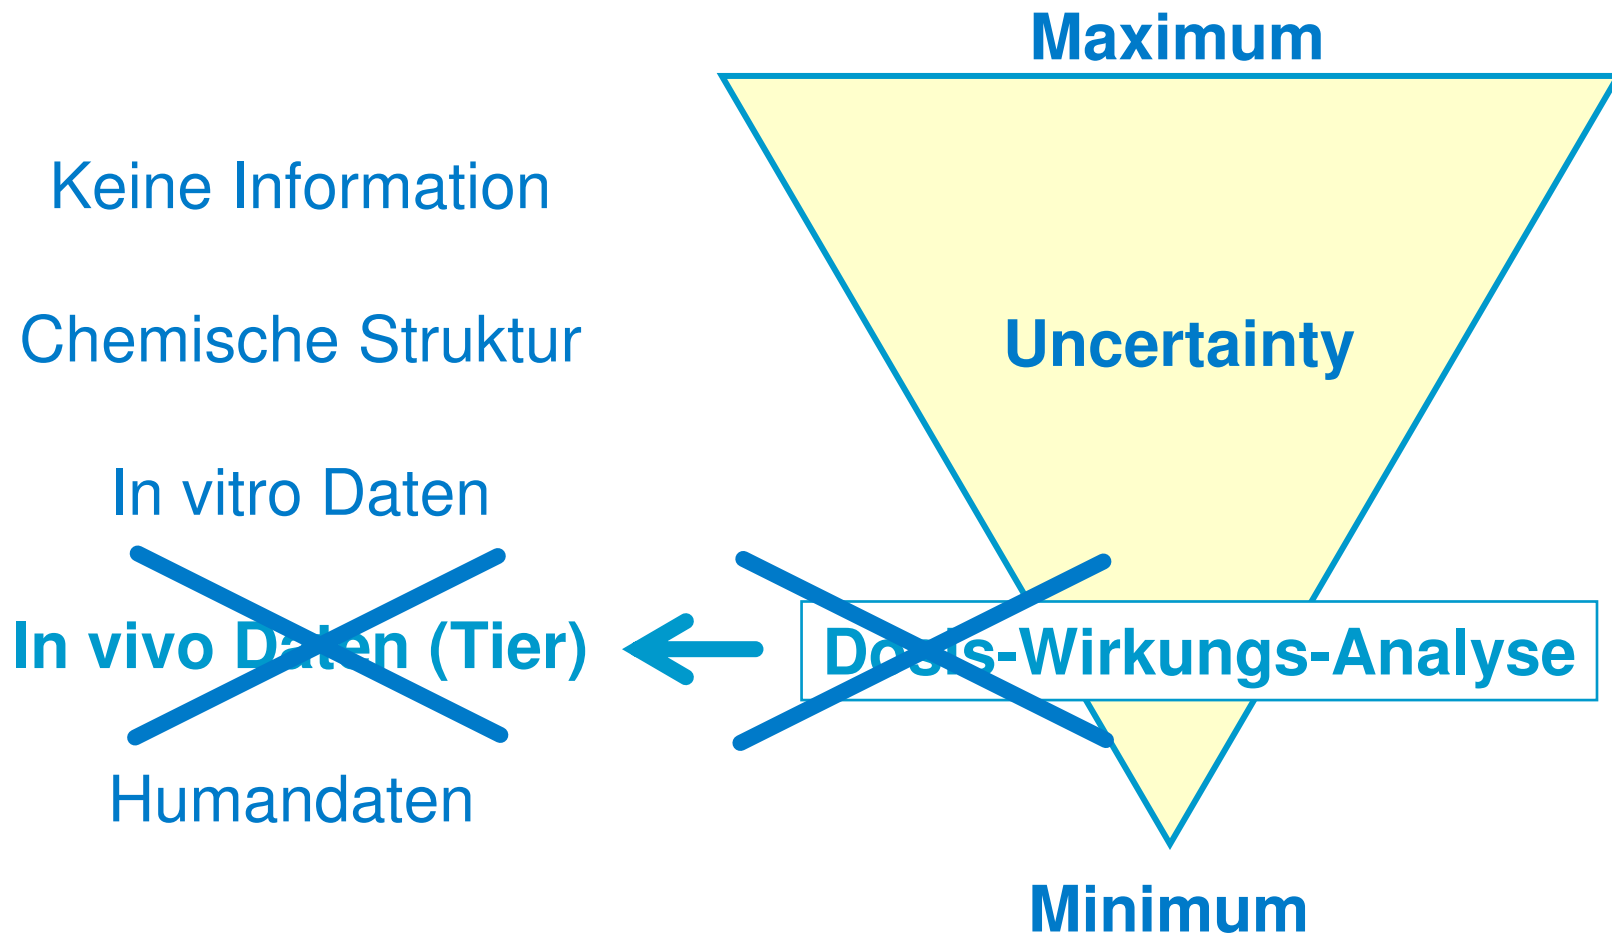 Maximum
Keine Information
Chemische Struktur
Uncertainty
In vitro Daten
In vivo Daten (Tier)
Dosis-Wirkungs-Analyse
Humandaten
Minimum